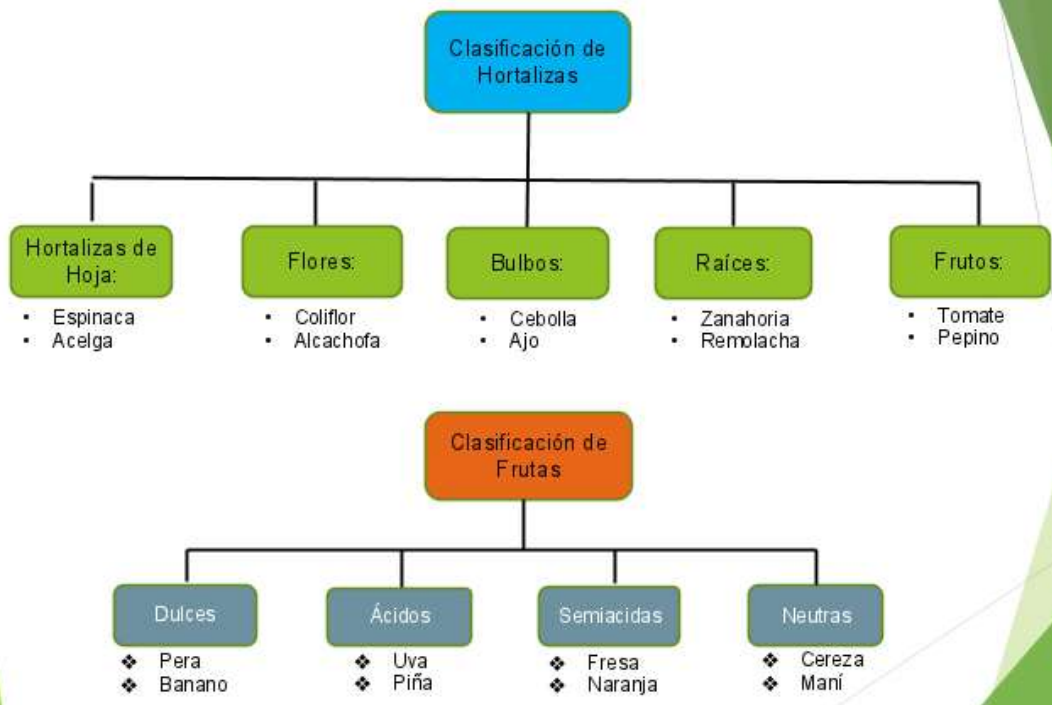 Clasificación de
Hortalizas
Hortalizas de
Hoja:
• Espinaca
• Acelga
Flores:
• Coliflor
• Alcachofa
Bulbos:
• Cebolla
• Ajo
Raíces:
• Zanahoria
• Remolacha
Frutos:
• Tomate
• Pepino
Clasificación de
Frutas
Dulces
❖ Pera
❖ Banano
Ácidos
❖ Uva
❖ Piña
Semiacidas
❖ Fresa
❖ Naranja
Neutras
❖ Cereza
❖ Maní